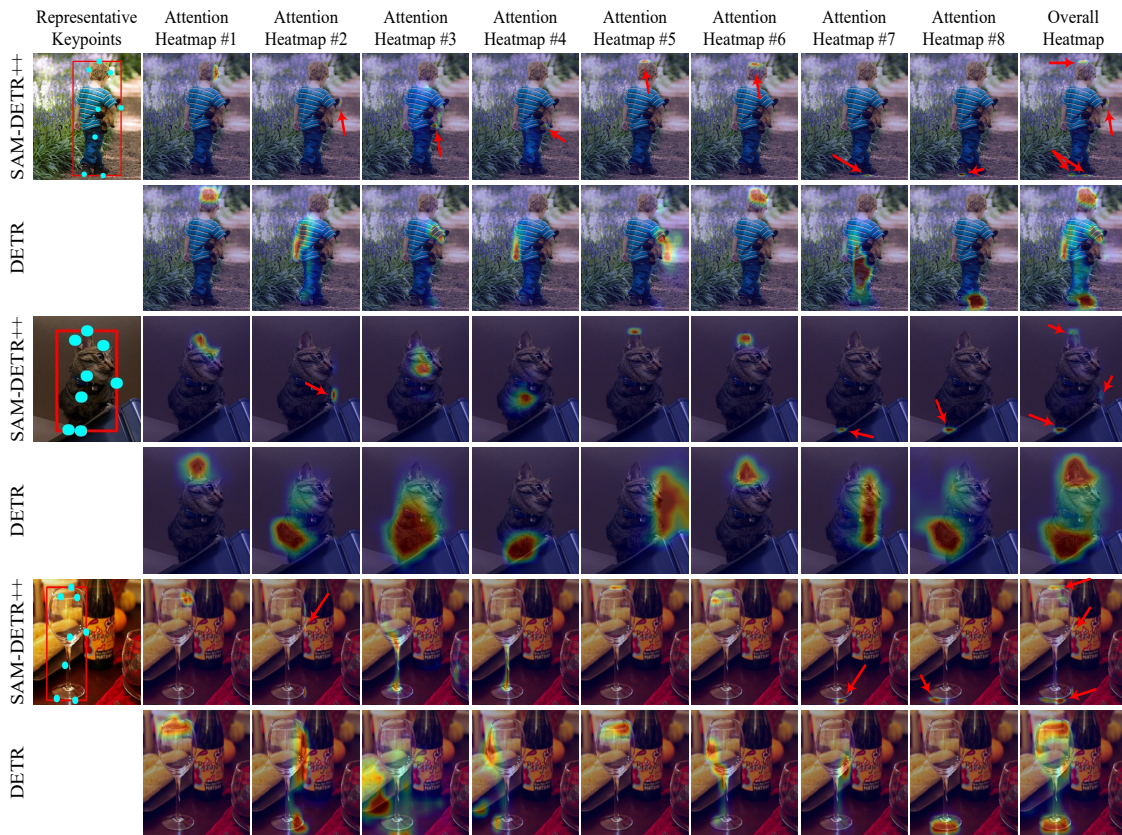 Representative Keypoints
Attention Heatmap #1
Attention Heatmap #2
Attention Heatmap #3
Attention Heatmap #4
Attention Heatmap #5
Attention Heatmap #6
Attention Heatmap #7
Attention Heatmap #8
Overall Heatmap
SAM-DETR++
DETR
SAM-DETR++
DETR
SAM-DETR++
DETR